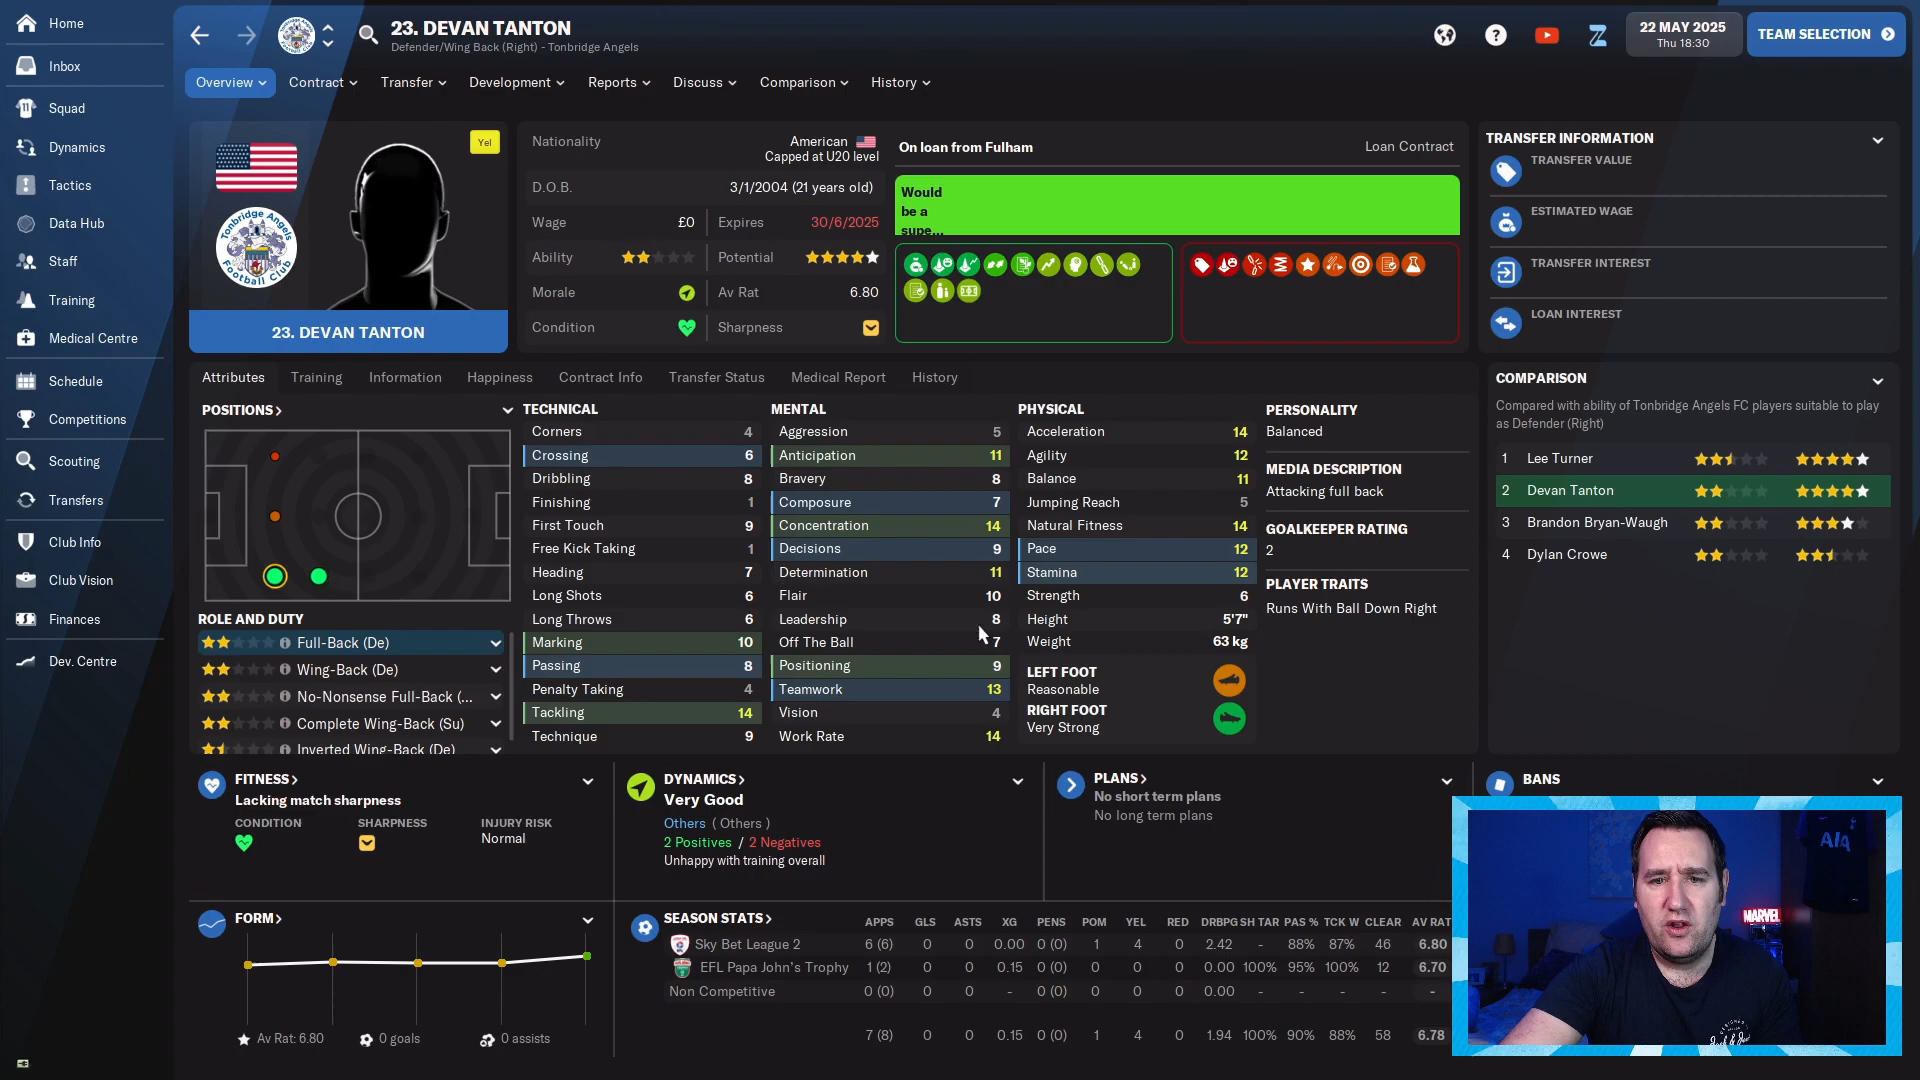 Home
Inbox
Squad
Dynamics
Tactics
Data Hub
Staff
Training
Medical Centre
Schedule
Competitions
Scouting
Transfers
Club Info
Club Vision
Finances
Dev. Centre
23. DEVAN TANTON
Defender/Wing Back (Right) - Tonbridge Angels
22 MAY 2025
Thu 18:30
TEAM SELECTION
Overview Contract Transfer Development Reports Discuss Comparison History
Yel
Tonbridge Angels
Football Club
23. DEVAN TANTON
Nationality American
Capped at U20 level
D.O.B. 3/1/2004 (21 years old)
Wage £0 Expires 30/6/2025
Ability Potential
Morale Av Rat 6.80
Condition Sharpness
On loan from Fulham Loan Contract
Would
be a
supe...
TRANSFER INFORMATION
TRANSFER VALUE
ESTIMATED WAGE
TRANSFER INTEREST
LOAN INTEREST
Attributes Training Information Happiness Contract Info Transfer Status Medical Report History
POSITIONS
ROLE AND DUTY
Full-Back (De)
Wing-Back (De)
No-Nonsense Full-Back (...
Complete Wing-Back (Su)
Inverted Wing-Back (De)
TECHNICAL
Corners 4
Crossing 6
Dribbling 8
Finishing 1
First Touch 9
Free Kick Taking 1
Heading 7
Long Shots 6
Long Throws 6
Marking 10
Passing 8
Penalty Taking 4
Tackling 14
Technique 9
MENTAL
Aggression 5
Anticipation 11
Bravery 8
Composure 7
Concentration 14
Decisions 9
Determination 11
Flair 10
Leadership 8
Off The Ball 7
Positioning 9
Teamwork 13
Vision 4
Work Rate 14
PHYSICAL
Acceleration 14
Agility 12
Balance 11
Jumping Reach 5
Natural Fitness 14
Pace 12
Stamina 12
Strength 6
Height 5'7"
Weight 63 kg
LEFT FOOT
Reasonable
RIGHT FOOT
Very Strong
PERSONALITY
Balanced
MEDIA DESCRIPTION
Attacking full back
GOALKEEPER RATING
2
PLAYER TRAITS
Runs With Ball Down Right
COMPARISON
Compared with ability of Tonbridge Angels FC players suitable to play
as Defender (Right)
1 Lee Turner
2 Devan Tanton
3 Brandon Bryan-Waugh
4 Dylan Crowe
FITNESS
Lacking match sharpness
CONDITION SHARPNESS INJURY RISK
Normal
DYNAMICS
Very Good
Others ( Others )
2 Positives / 2 Negatives
Unhappy with training overall
PLANS
No short term plans
No long term plans
BANS
FORM
Av Rat: 6.80 0 goals 0 assists
SEASON STATS APPS GLS ASTS XG PENS POM YEL RED DRBPG SH TAR PAS % TCK W CLEAR AV RAT
Sky Bet League 2 6 (6) 0 0 0.00 0 (0) 1 4 0 2.42 - 88% 87% 46 6.80
EFL Papa John's Trophy 1 (2) 0 0 0.15 0 (0) 0 0 0 0.00 100% 95% 100% 12 6.70
Non Competitive 0 (0) 0 0 - 0 (0) 0 0 0 0.00 - - - - -
7 (8) 0 0 0.15 0 (0) 1 4 0 1.94 100% 90% 88% 58 6.78
AIA
MARVEL